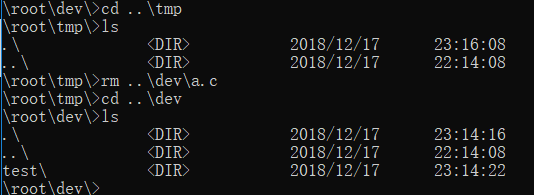 \root\dev\>cd ..\tmp
\root\tmp\>ls
.\ <DIR> 2018/12/17 23:16:08
..\ <DIR> 2018/12/17 22:14:08
\root\tmp\>rm ..\dev\a.c
\root\tmp\>cd ..\dev
\root\dev\>ls
.\ <DIR> 2018/12/17 23:14:16
..\ <DIR> 2018/12/17 22:14:08
test\ <DIR> 2018/12/17 23:14:22
\root\dev\>